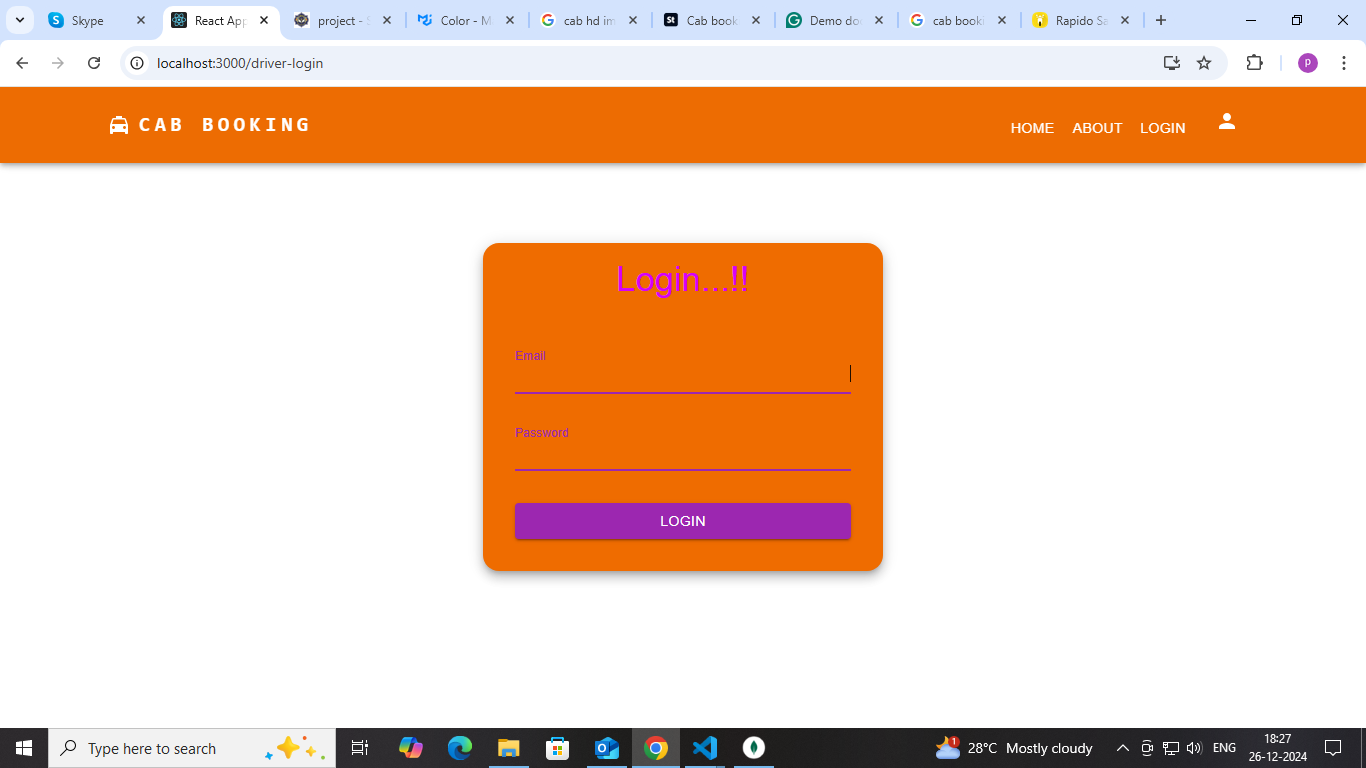 Skype
React App
project - S
Color - M
cab hd im
Cab book
Demo do
cab book
Rapido Sa
localhost:3000/driver-login
p
CAB BOOKING
HOME ABOUT LOGIN
Login...!!
Email
Password
LOGIN
Type here to search
1
28°C Mostly cloudy
ENG
18:27
26-12-2024